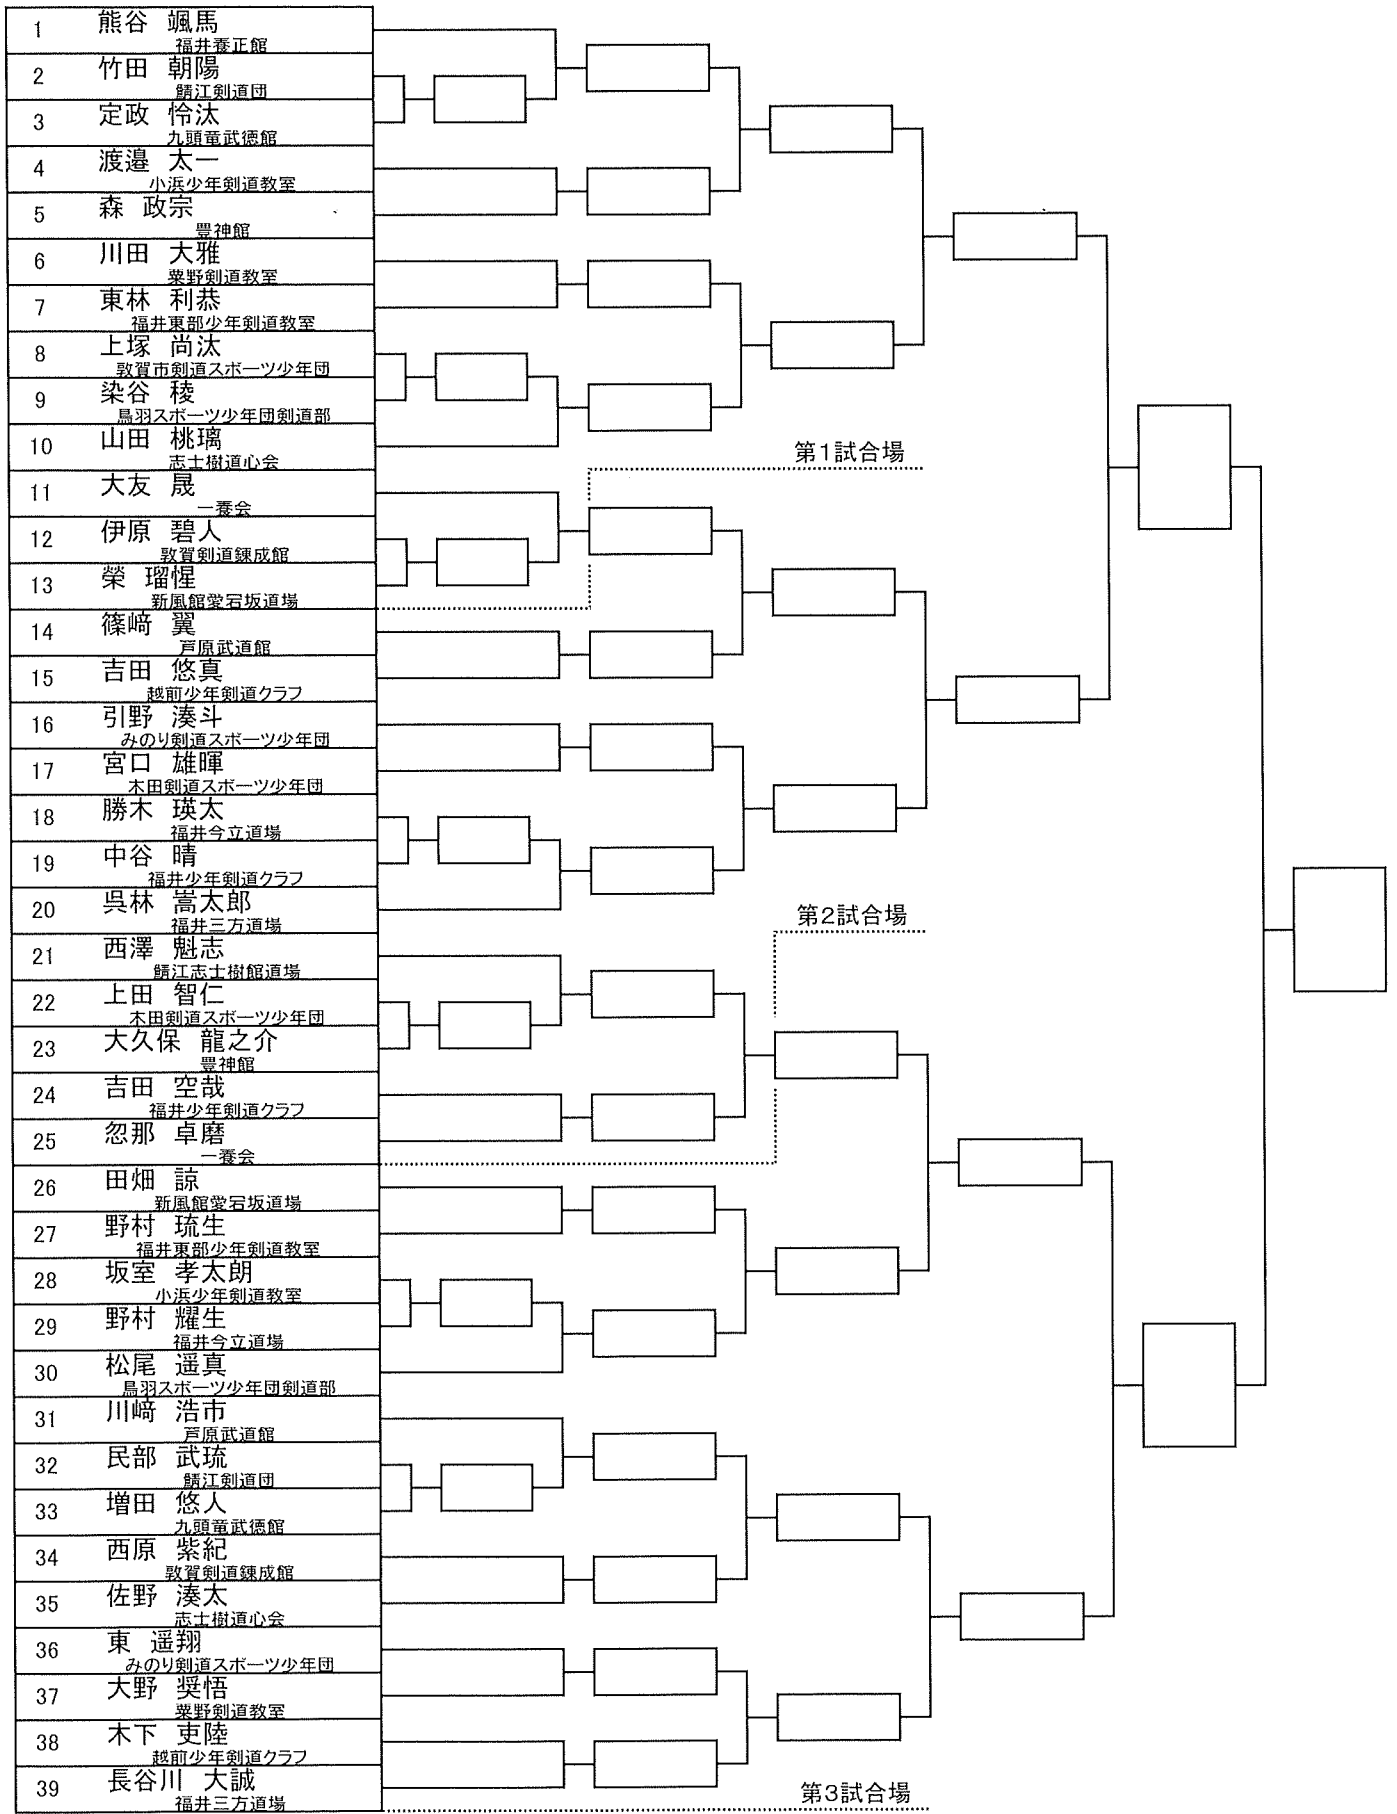 1 熊谷 颯馬
福井養正館
2 竹田 朝陽
鯖江剣道団
3 定政 怜汰
九頭竜武徳館
4 渡邉 太一
小浜少年剣道教室
5 森 政宗
豊神館
6 川田 大雅
粟野剣道教室
7 東林 利恭
福井東部少年剣道教室
8 上塚 尚汰
敦賀市剣道スポーツ少年団
9 染谷 稜
鳥羽スポーツ少年団剣道部
10 山田 桃璃
志士樹道心会
第1試合場
11 大友 晟
一養会
12 伊原 碧人
敦賀剣道錬成館
13 榮 瑠惺
新風館愛宕坂道場
14 篠﨑 翼
芦原武道館
15 吉田 悠真
越前少年剣道クラブ
16 引野 湊斗
みのり剣道スポーツ少年団
17 宮口 雄暉
木田剣道スポーツ少年団
18 勝木 瑛太
福井今立道場
19 中谷 晴
福井少年剣道クラブ
20 呉林 嵩太郎
福井三方道場
第2試合場
21 西澤 魁志
鯖江志士樹館道場
22 上田 智仁
木田剣道スポーツ少年団
23 大久保 龍之介
豊神館
24 吉田 空哉
福井少年剣道クラブ
25 忽那 卓磨
一養会
26 田畑 諒
新風館愛宕坂道場
27 野村 琉生
福井東部少年剣道教室
28 坂室 孝太朗
小浜少年剣道教室
29 野村 耀生
福井今立道場
30 松尾 遥真
鳥羽スポーツ少年団剣道部
31 川﨑 浩市
芦原武道館
32 民部 武琉
鯖江剣道団
33 増田 悠人
九頭竜武徳館
34 西原 紫紀
敦賀剣道錬成館
35 佐野 湊太
志士樹道心会
36 東 遥翔
みのり剣道スポーツ少年団
37 大野 奨悟
粟野剣道教室
38 木下 吏陸
越前少年剣道クラブ
39 長谷川 大誠
福井三方道場
第3試合場